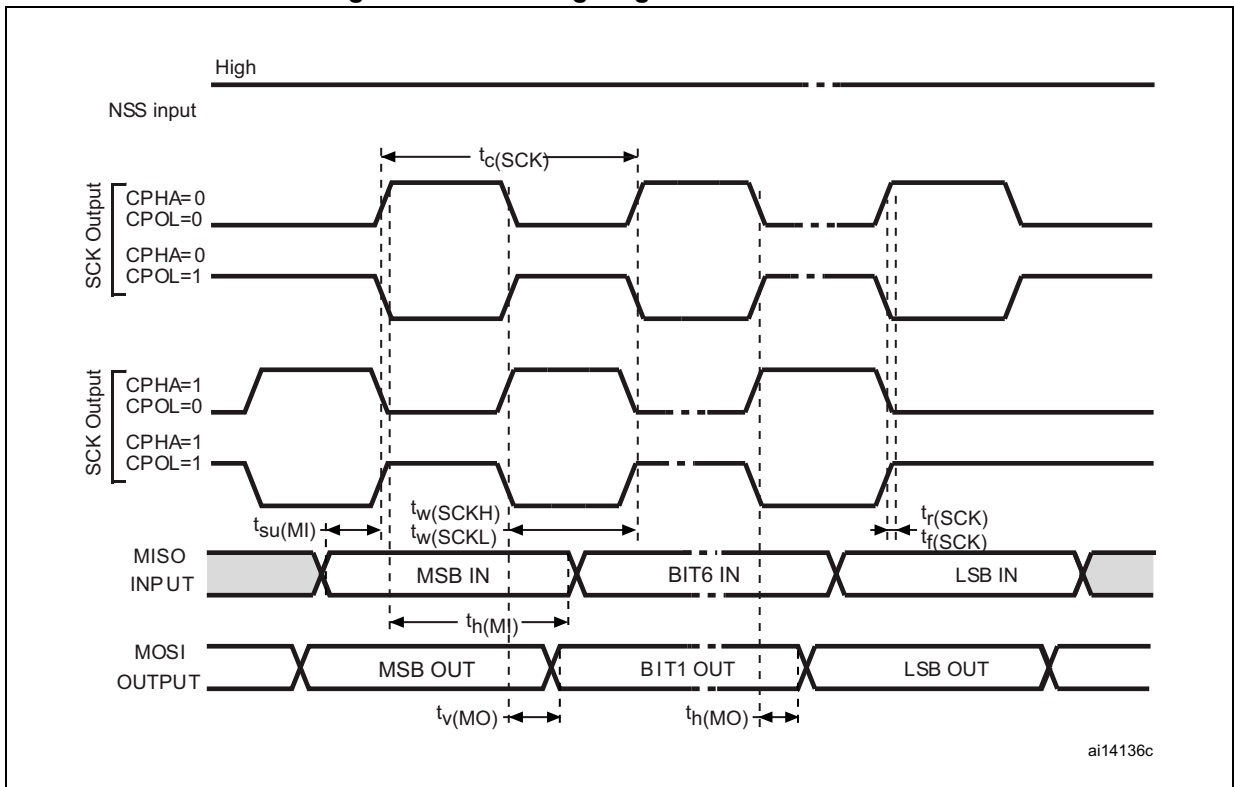 High
NSS input
tc(SCK)
SCK Output
CPHA=0
CPOL=0
CPHA=0
CPOL=1
SCK Output
CPHA=1
CPOL=0
CPHA=1
CPOL=1
tsu(MI)
tw(SCKH)
tw(SCKL)
tr(SCK)
tf(SCK)
MISO
INPUT
MSB IN
BIT6 IN
LSB IN
th(MI)
MOSI
OUTPUT
MSB OUT
BIT1 OUT
LSB OUT
tv(MO)
th(MO)
ai14136c